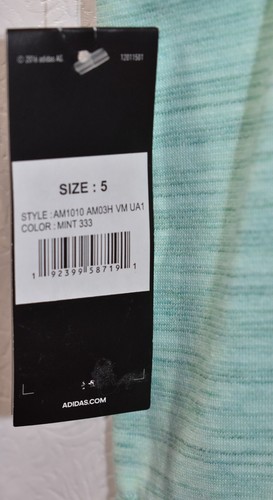 © 2016 adidas AG. 12011501
SIZE : 5
STYLE : AM1010 AM03H VM UA1
COLOR : MINT 333
1 92399 58719 1
ADIDAS.COM